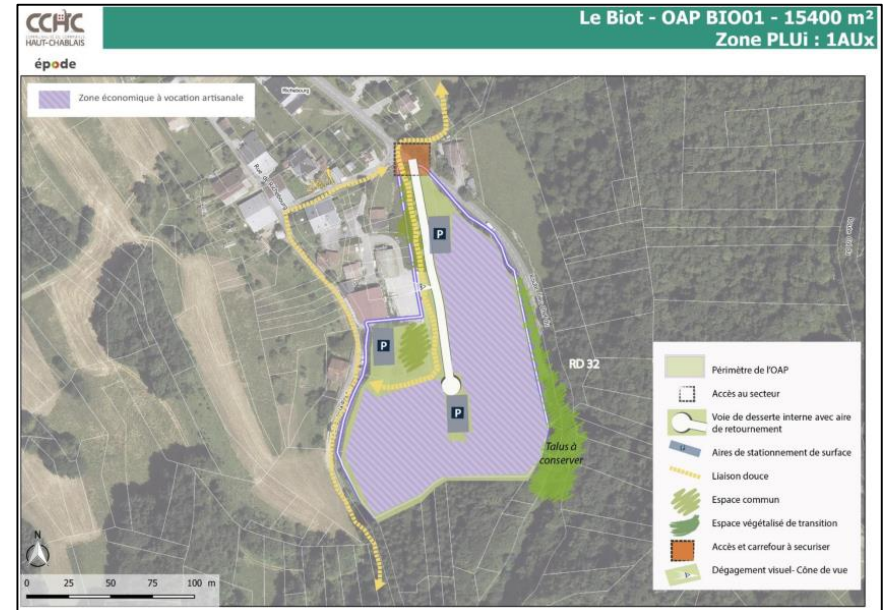 CCHC
HAUT-CHABLAIS
épode
Le Biot - OAP BIO01 - 15400 m²
Zone PLUi : 1AUx
Zone économique à vocation artisanale
P
P
P
RD 32
Talus à
conserver
Périmètre de l'OAP
Accès au secteur
Voie de desserte interne avec aire
de retournement
Aires de stationnement de surface
Liaison douce
Espace commun
Espace végétalisé de transition
Accès et carrefour à securiser
Dégagement visuel- Cône de vue
N
0 25 50 75 100 m